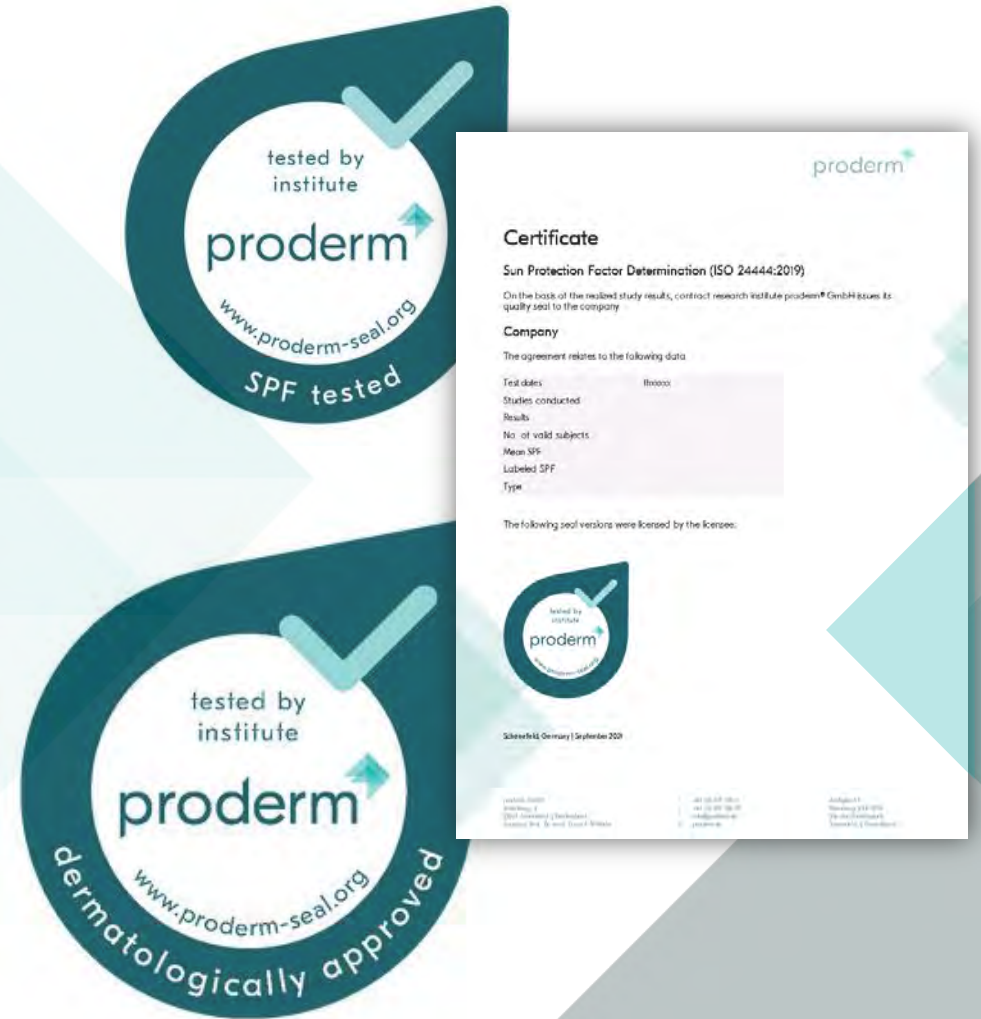 tested by
institute
proderm
www.proderm-seal.org
SPF tested
proderm
Certificate
Sun Protection Factor Determination (ISO 24444:2019)
On the basis of the realized study results, contract research institute proderm® GmbH issues its
quality seal to the company
Company
The agreement relates to the following data
Test dates
Studies conducted
Results
No. of valid subjects
Mean SPF
Labeled SPF
Type
The following seal versions were licensed by the licensee:
tested by
institute
proderm
www.proderm-seal.org
Schenefeld, Germany | September 2021
tested by
institute
proderm
www.proderm-seal.org
dermatologically approved